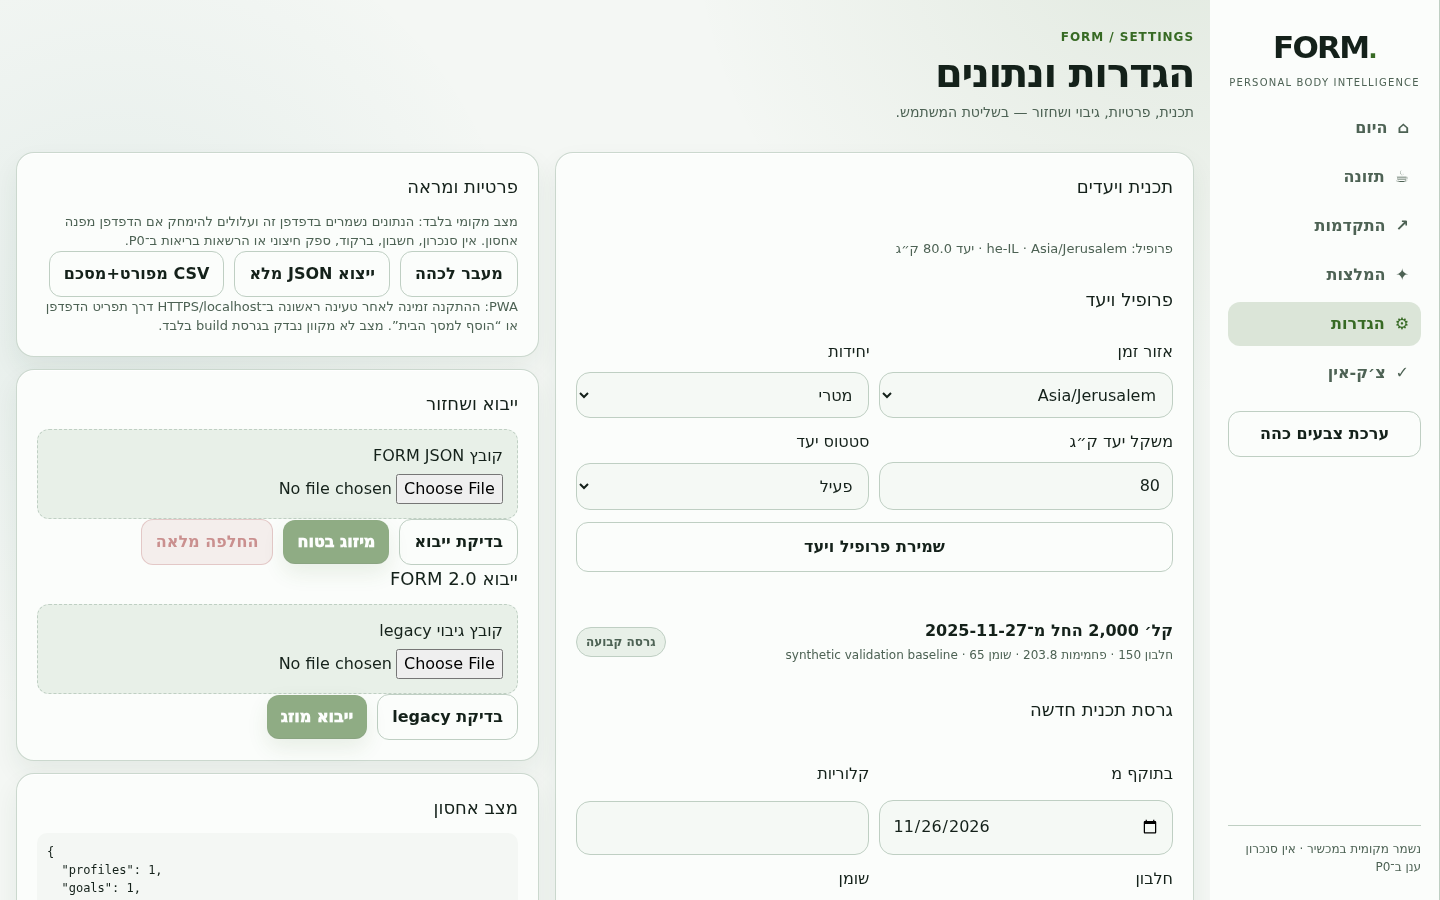 FORM.
PERSONAL BODY INTELLIGENCE
⌂ היום
☕ תזונה
↗ התקדמות
✦ המלצות
⚙ הגדרות
✓ צ׳ק-אין
ערכת צבעים כהה
נשמר מקומית במכשיר · אין סנכרון
ענן ב־P0
FORM / SETTINGS
הגדרות ונתונים
תכנית, פרטיות, גיבוי ושחזור — בשליטת המשתמש.
תכנית ויעדים
פרופיל: he-IL · Asia/Jerusalem · יעד 80.0 ק״ג
פרופיל ויעד
אזור זמן
יחידות
Asia/Jerusalem
מטרי
משקל יעד ק״ג
סטטוס יעד
80
פעיל
שמירת פרופיל ויעד
קל׳ 2,000 החל מ־2025-11-27
חלבון 150 · פחמימות 203.8 · שומן 65 · synthetic validation baseline
גרסה קבועה
גרסת תכנית חדשה
בתוקף מ
קלוריות
11/26/2026
חלבון
שומן
פרטיות ומראה
מצב מקומי בלבד: הנתונים נשמרים בדפדפן זה ועלולים להימחק אם הדפדפן מפנה
אחסון. אין סנכרון, חשבון, ברקוד, ספק חיצוני או הרשאות בריאות ב־P0.
מעבר לכהה
ייצוא JSON מלא
CSV מפורט+מסכם
PWA: ההתקנה זמינה לאחר טעינה ראשונה ב־HTTPS/localhost דרך תפריט הדפדפן
או “הוסף למסך הבית”. מצב לא מקוון נבדק בגרסת build בלבד.
ייבוא ושחזור
קובץ FORM JSON
Choose File No file chosen
בדיקת ייבוא
מיזוג בטוח
החלפה מלאה
ייבוא FORM 2.0
קובץ גיבוי legacy
Choose File No file chosen
בדיקת legacy
ייבוא מוזג
מצב אחסון
{
"profiles": 1,
"goals": 1,